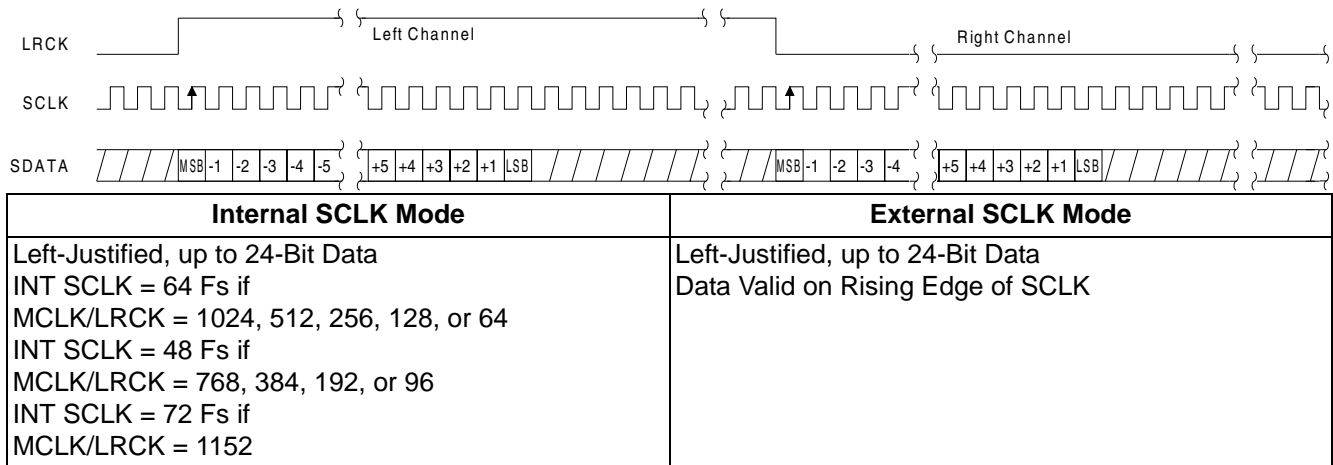 LRCK Left Channel Right Channel
SCLK
SDATA MSB -1 -2 -3 -4 -5 +5 +4 +3 +2 +1 LSB MSB -1 -2 -3 -4 +5 +4 +3 +2 +1 LSB
Internal SCLK Mode
External SCLK Mode
Left-Justified, up to 24-Bit Data
INT SCLK = 64 Fs if
MCLK/LRCK = 1024, 512, 256, 128, or 64
INT SCLK = 48 Fs if
MCLK/LRCK = 768, 384, 192, or 96
INT SCLK = 72 Fs if
MCLK/LRCK = 1152
Left-Justified, up to 24-Bit Data
Data Valid on Rising Edge of SCLK